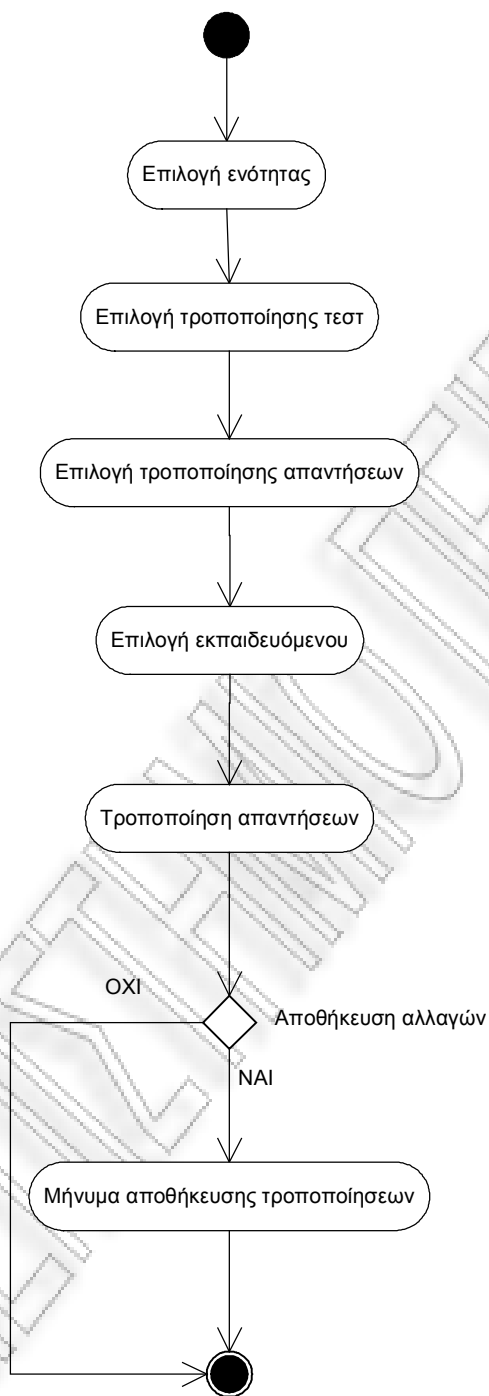 Επιλογή ενότητας
Επιλογή τροποποίησης τεστ
Επιλογή τροποποίησης απαντήσεων
Επιλογή εκπαιδευόμενου
Τροποποίηση απαντήσεων
ΟΧΙ
Αποθήκευση αλλαγών
ΝΑΙ
Μήνυμα αποθήκευσης τροποποίησεων